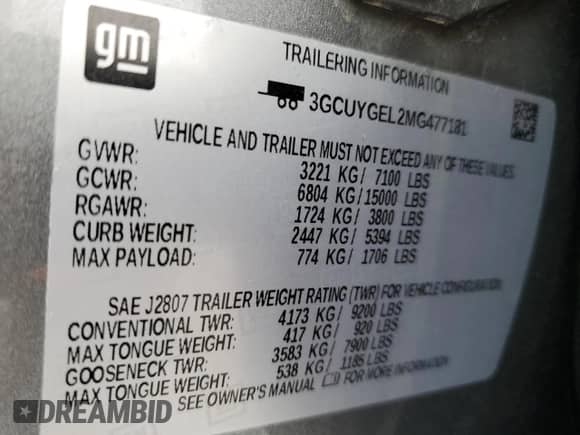 gm
TRAILERING INFORMATION
3GCUYGEL2MG477181
VEHICLE AND TRAILER MUST NOT EXCEED ANY OF THESE VALUES
GVWR: 3221 KG/ 7100 LBS
GCWR: 6804 KG/15000 LBS
RGAWR: 1724 KG/ 3800 LBS
CURB WEIGHT: 2447 KG/ 5394 LBS
MAX PAYLOAD: 774 KG/ 1706 LBS
SAE J2807 TRAILER WEIGHT RATING (TWR) FOR VEHICLE CONFIGURATION:
CONVENTIONAL TWR: 4173 KG/ 9200 LBS
MAX TONGUE WEIGHT: 417 KG/ 920 LBS
GOOSENECK TWR: 3583 KG/ 7900 LBS
MAX TONGUE WEIGHT: 538 KG/ 1185 LBS
SEE OWNER'S MANUAL FOR MORE INFORMATION
DREAMBID